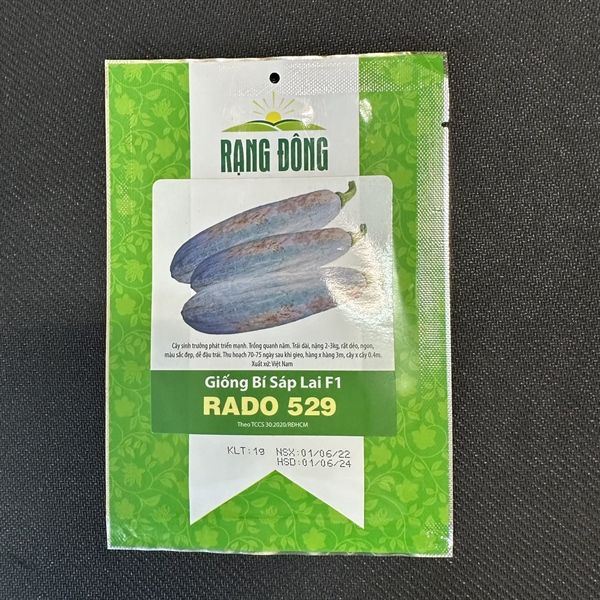 RẠNG ĐÔNG
Cây sinh trưởng phát triển mạnh. Trồng quanh năm. Trái dài, nặng 2-3kg, rất dẻo, ngon,
màu sắc đẹp, dễ đậu trái. Thu hoạch 70-75 ngày sau khi gieo, hàng x hàng 3m, cây x cây 0.4m.
Xuất xứ: Việt Nam
Giống Bí Sáp Lai F1
RADO 529
Theo TCCS 30:2020/RĐHCM
KLT:1g NSX:01/06/22
HSD:01/06/24